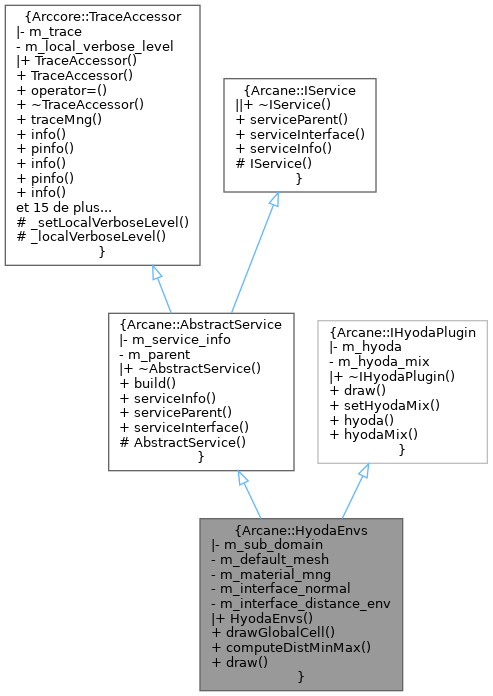 {Arccore::TraceAccessor
|- m_trace
- m_local_verbose_level
|+ TraceAccessor()
+ TraceAccessor()
+ operator=()
+ ~TraceAccessor()
+ traceMng()
+ info()
+ pinfo()
+ info()
+ pinfo()
+ info()
et 15 de plus...
# _setLocalVerboseLevel()
# _localVerboseLevel()
}
{Arcane::IService
||+ ~IService()
+ serviceParent()
+ serviceInterface()
+ serviceInfo()
# IService()
}
{Arcane::AbstractService
|- m_service_info
- m_parent
|+ ~AbstractService()
+ build()
+ serviceInfo()
+ serviceParent()
+ serviceInterface()
# AbstractService()
}
{Arcane::IHyodaPlugin
|- m_hyoda
- m_hyoda_mix
|+ ~IHyodaPlugin()
+ draw()
+ setHyodaMix()
+ hyoda()
+ hyodaMix()
}
{Arcane::HyodaEnvs
|- m_sub_domain
- m_default_mesh
- m_material_mng
- m_interface_normal
- m_interface_distance_env
|+ HyodaEnvs()
+ drawGlobalCell()
+ computeDistMinMax()
+ draw()
}